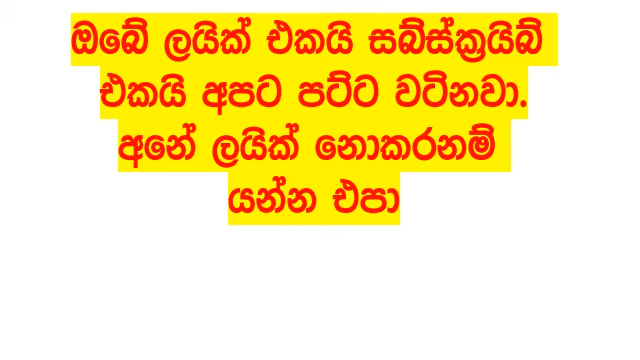 ඔබේ ලයික් එකයි සබ්ස්ක්‍රයිබ්
එකයි අපට පට්ට වටිනවා.
අනේ ලයික් නොකරනම්
යන්න එපා